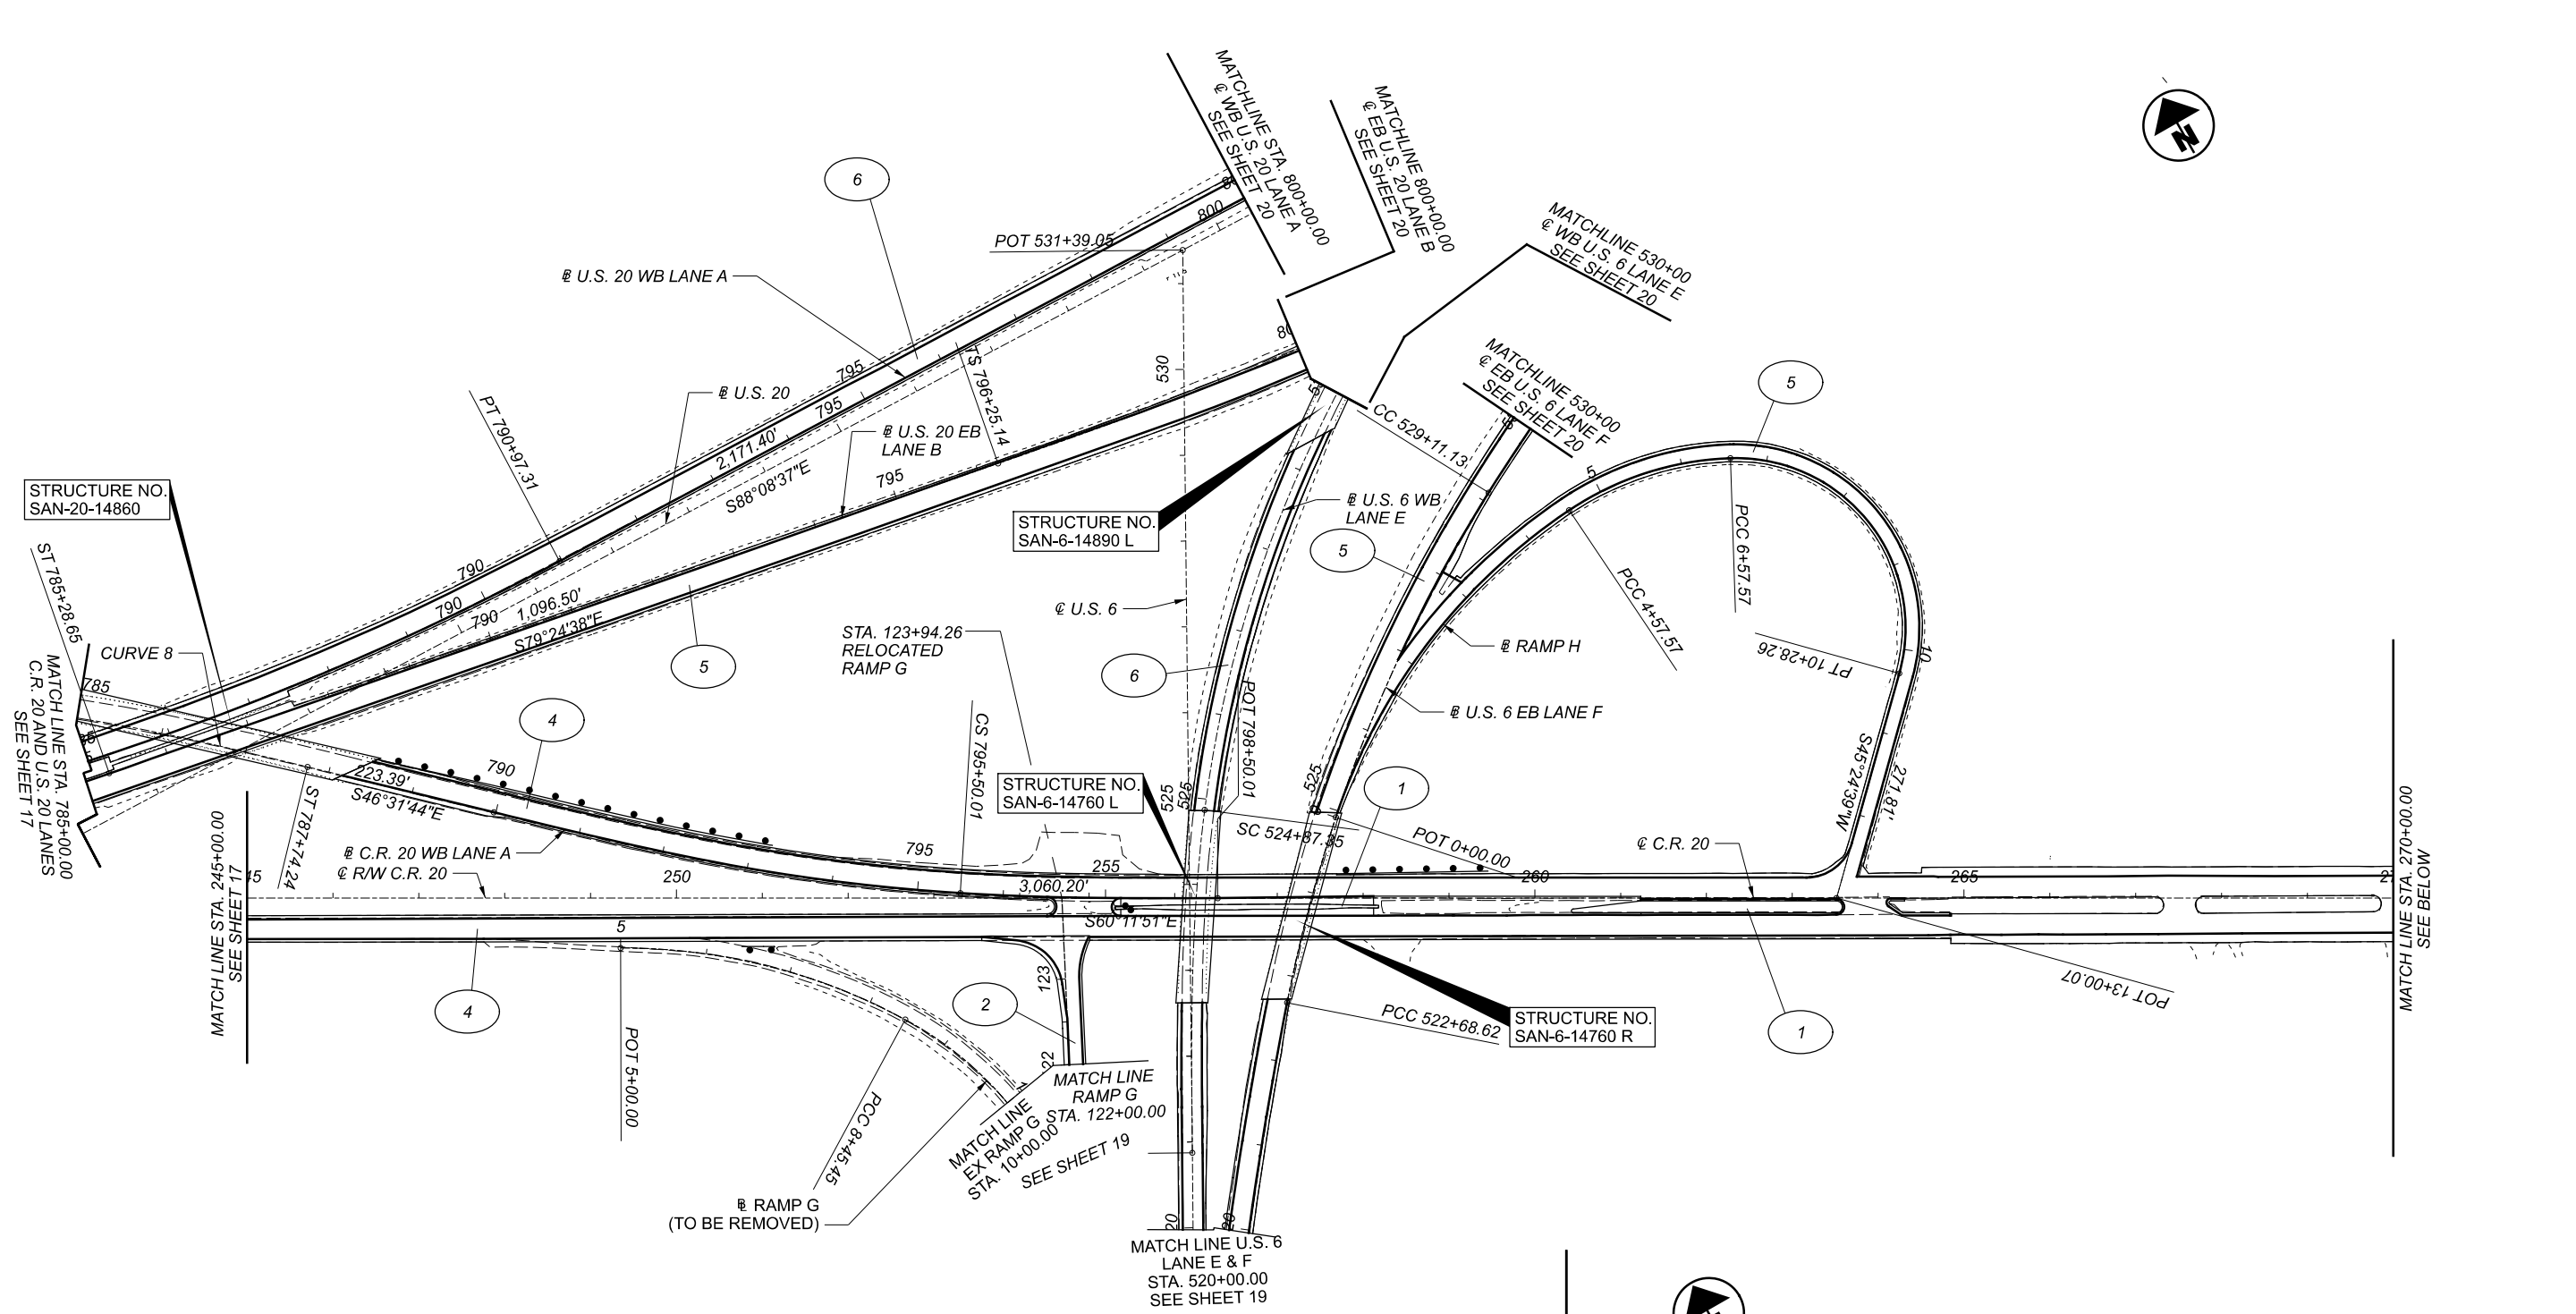 MATCHLINE STA. 800+00.00
℄ WB U.S. 20 LANE A
SEE SHEET 20
MATCHLINE 800+00.00
℄ EB U.S. 20 LANE B
SEE SHEET 20
N
6
POT 531+39.05
800
MATCHLINE 530+00
℄ WB U.S. 6 LANE E
SEE SHEET 20
B/L U.S. 20 WB LANE A
795
TS 796+25.14
530
80
MATCHLINE 530+00
℄ EB U.S. 6 LANE F
SEE SHEET 20
5
B/L U.S. 20
795
PT 790+97.31
2,171.40'
S88°08'37"E
B/L U.S. 20 EB
LANE B
795
5
CC 529+11.13
5
STRUCTURE NO.
SAN-20-14860
B/L U.S. 6 WB
LANE E
STRUCTURE NO.
SAN-6-14890 L
5
PCC 6+57.57
ST 785+28.65
790
790
790
1,096.50'
S79°24'38"E
℄ U.S. 6
PCC 4+57.57
STA. 123+94.26
RELOCATED
RAMP G
B/L RAMP H
PT 10+28.26
10
CURVE 8
785
5
6
MATCH LINE STA. 785+00.00
C.R. 20 AND U.S. 20 LANES
SEE SHEET 17
4
CS 795+50.01
POT 798+50.01
B/L U.S. 6 EB LANE F
790
223.39'
S46°31'44"E
ST 787+74.24
STRUCTURE NO.
SAN-6-14760 L
525
525
525
1
S45°24'39"W
271.81'
SC 524+87.35
POT 0+00.00
MATCH LINE STA. 245+00.00
SEE SHEET 17
B/L C.R. 20 WB LANE A
℄ R/W C.R. 20
795
℄ C.R. 20
MATCH LINE STA. 270+00.00
SEE BELOW
45
250
255
3,060.20'
260
265
27
S60°11'51"E
5
123
4
2
22
PCC 522+68.62
STRUCTURE NO.
SAN-6-14760 R
1
POT 13+00.07
POT 5+00.00
PCC 8+45.45
MATCH LINE
RAMP G
STA. 122+00.00
MATCH LINE
EX RAMP G
STA. 10+00.00
SEE SHEET 19
B/L RAMP G
(TO BE REMOVED)
20
20
MATCH LINE U.S. 6
LANE E & F
STA. 520+00.00
SEE SHEET 19